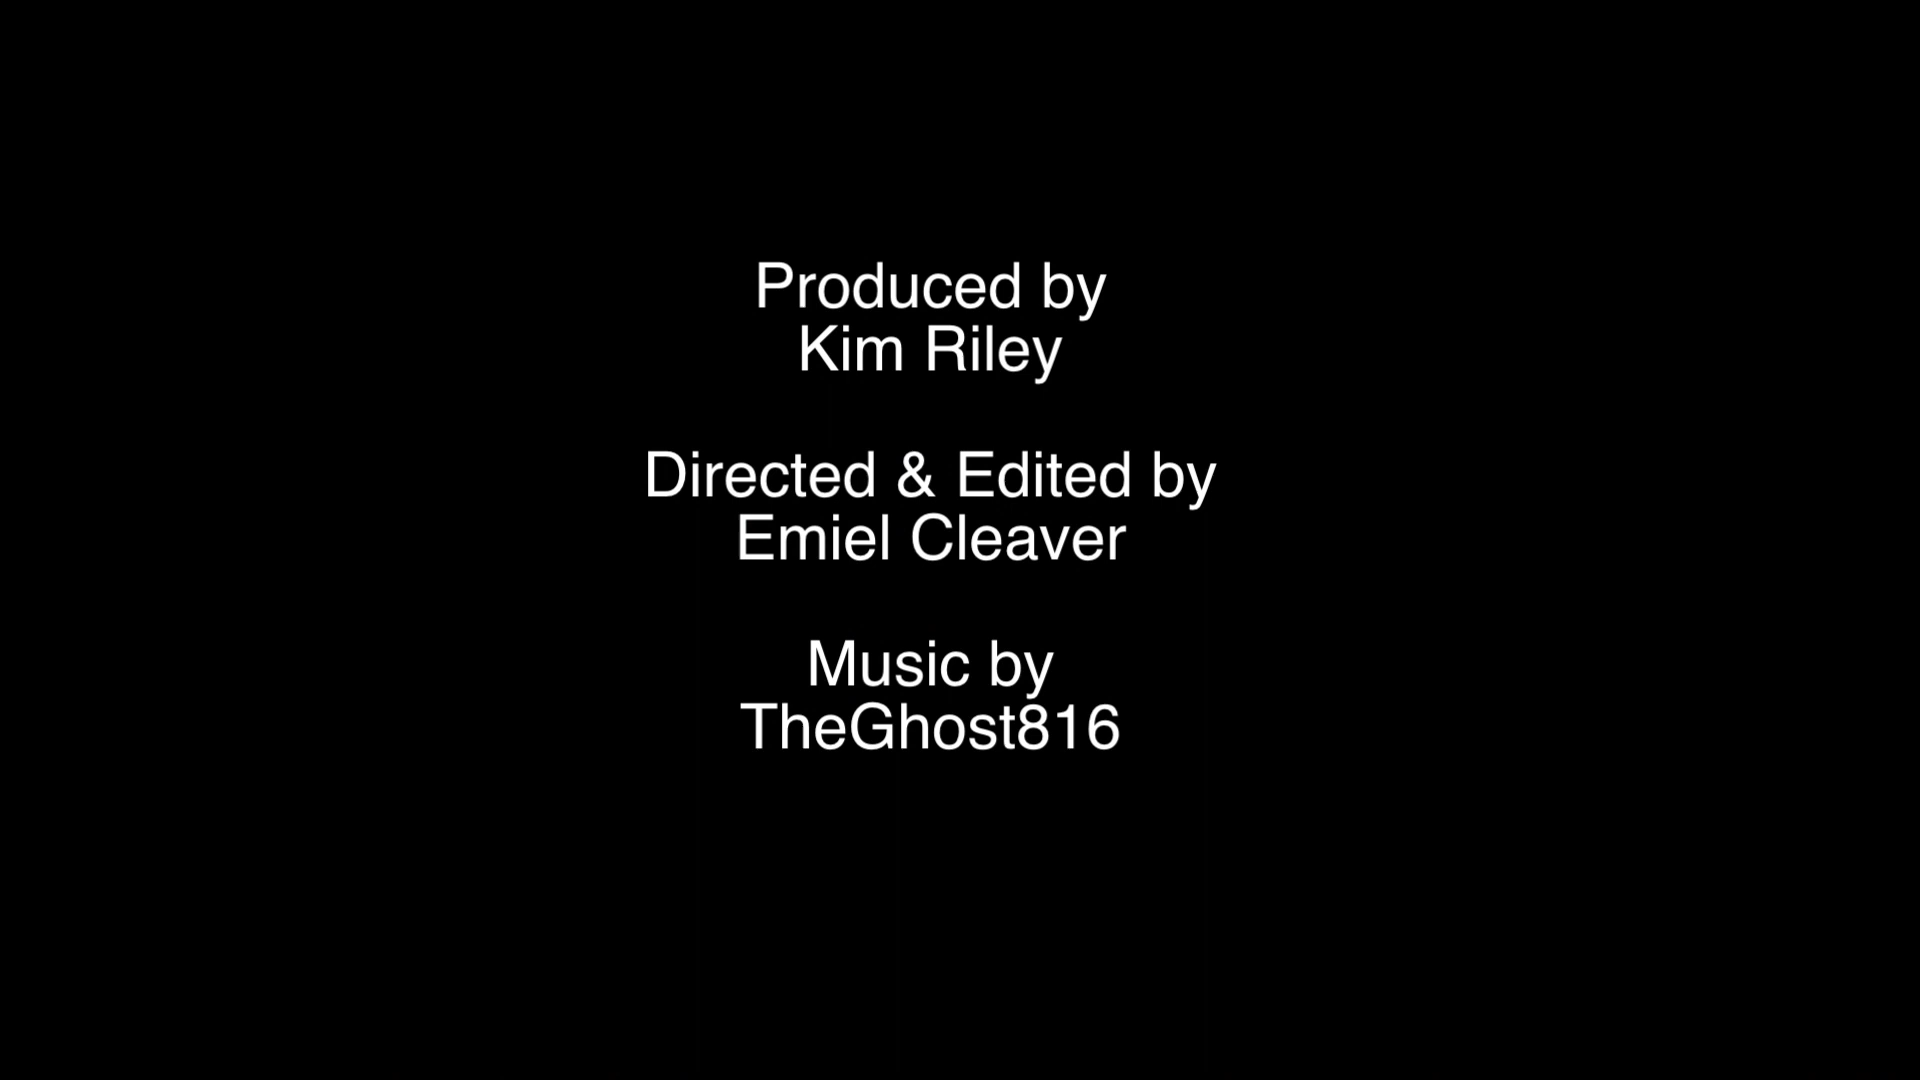 Produced by
Kim Riley
Directed & Edited by
Emiel Cleaver
Music by
TheGhost816